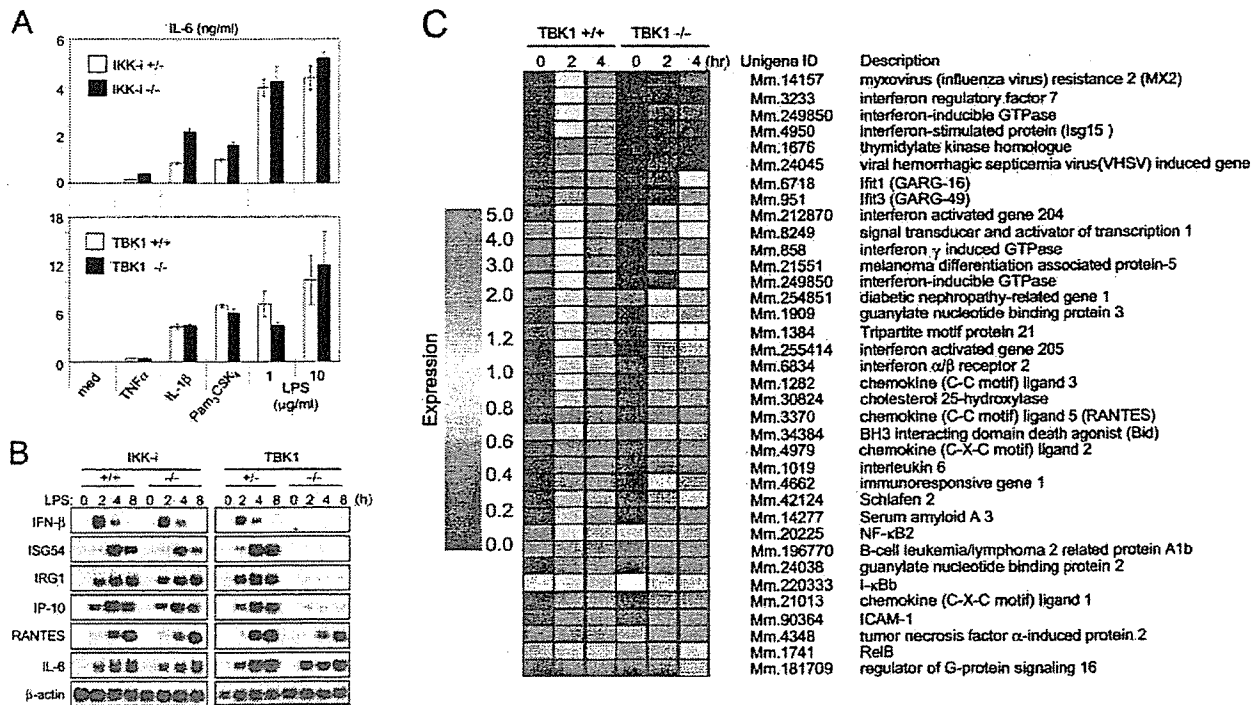 A
IL-6 (ng/ml)
6
4
2
0
IKK-i +/-
IKK-i -/-
18
12
6
0
TBK1 +/+
TBK1 -/-
med
TNFα
IL-1β
Pam3CSK4
1
10
LPS
(μg/ml)
B
IKK-i
TBK1
+/+
-/-
+/-
-/-
LPS: 0 2 4 8 0 2 4 8 0 2 4 8 0 2 4 8 (h)
IFN-β
ISG54
IRG1
IP-10
RANTES
IL-6
β-actin
C
TBK1 +/+ TBK1 -/-
0 2 4 0 2 4 (hr) Unigene ID Description
Mm.14157 myxovirus (influenza virus) resistance 2 (MX2)
Mm.3233 interferon regulatory factor 7
Mm.249850 interferon-inducible GTPase
Mm.4950 Interferon-stimulated protein (Isg15 )
Mm.1676 thymidylate kinase homologue
Mm.24045 viral hemorrhagic septicemia virus(VHSV) induced gene
Mm.6718 Ifit1 (GARG-16)
Mm.951 Ifit3 (GARG-49)
Mm.212870 interferon activated gene 204
Mm.8249 signal transducer and activator of transcription 1
Mm.858 interferon γ induced GTPase
Mm.21551 melanoma differentiation associated protein-5
Mm.249850 interferon-inducible GTPase
Mm.254851 diabetic nephropathy-related gene 1
Mm.1909 guanylate nucleotide binding protein 3
Mm.1384 Tripartite motif protein 21
Mm.255414 interferon activated gene 205
Mm.6834 interferon α/β receptor 2
Mm.1282 chemokine (C-C motif) ligand 3
Mm.30824 cholesterol 25-hydroxylase
Mm.3370 chemokine (C-C motif) ligand 5 (RANTES)
Mm.34384 BH3 interacting domain death agonist (Bid)
Mm.4979 chemokine (C-X-C motif) ligand 2
Mm.1019 interleukin 6
Mm.4662 immunoresponsive gene 1
Mm.42124 Schlafen 2
Mm.14277 Serum amyloid A 3
Mm.20225 NF-κB2
Mm.196770 B-cell leukemia/lymphoma 2 related protein A1b
Mm.24038 guanylate nucleotide binding protein 2
Mm.220333 I-κBb
Mm.21013 chemokine (C-X-C motif) ligand 1
Mm.90364 ICAM-1
Mm.4348 tumor necrosis factor α-induced protein 2
Mm.1741 RelB
Mm.181709 regulator of G-protein signaling 16
Expression
5.0
4.0
3.0
2.0
1.2
1.0
0.8
0.6
0.4
0.2
0.0